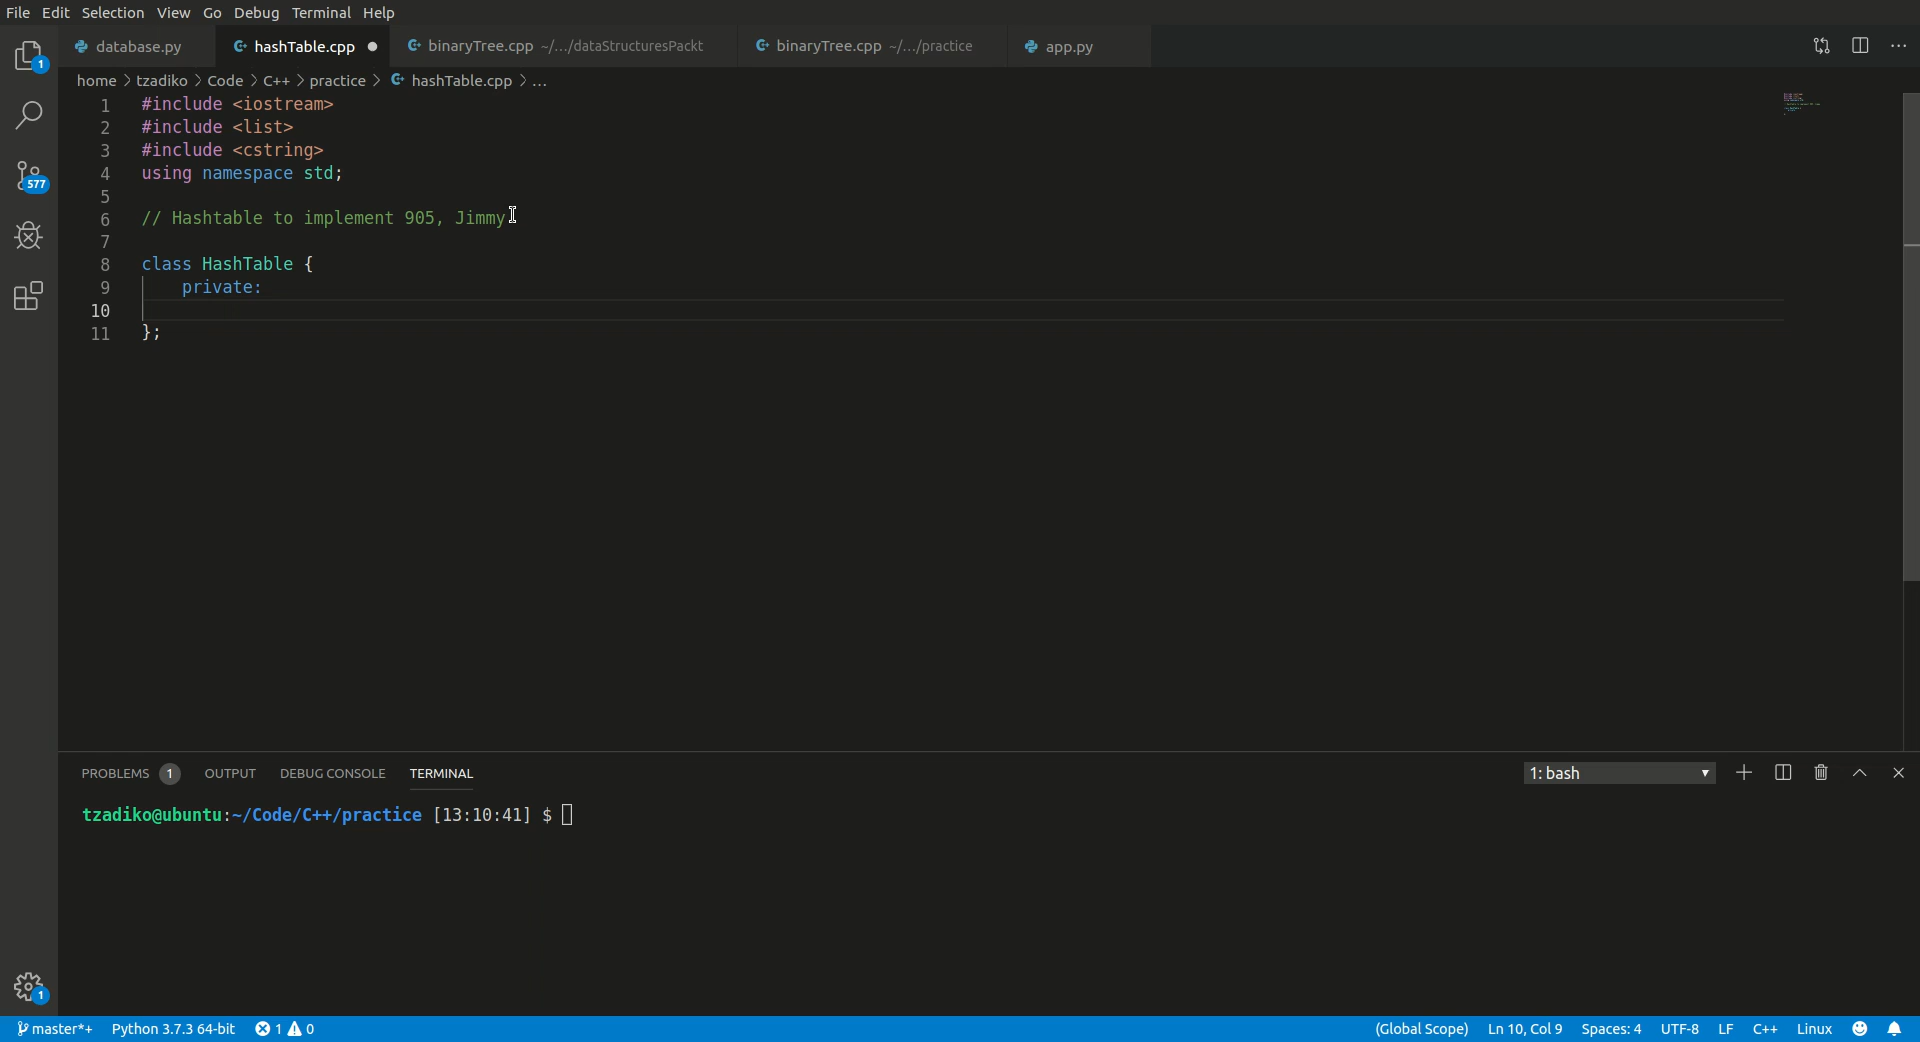 File Edit Selection View Go Debug Terminal Help
database.py hashTable.cpp binaryTree.cpp ~/.../dataStructuresPackt binaryTree.cpp ~/.../practice app.py
1
home > tzadiko > Code > C++ > practice > hashTable.cpp > ...
1 #include <iostream>
2 #include <list>
3 #include <cstring>
4 using namespace std;
577
5
6 // Hashtable to implement 905, Jimmy
7
8 class HashTable {
9 private:
10
11 };
PROBLEMS 1 OUTPUT DEBUG CONSOLE TERMINAL 1: bash
tzadiko@ubuntu:~/Code/C++/practice [13:10:41] $
1
master*+ Python 3.7.3 64-bit 1 0 (Global Scope) Ln 10, Col 9 Spaces: 4 UTF-8 LF C++ Linux